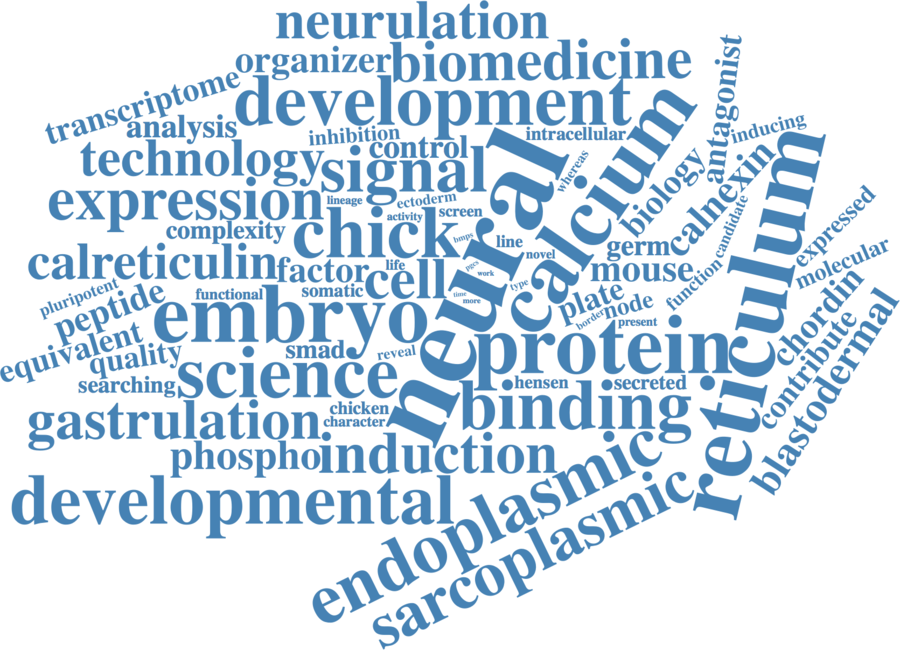 neurulation
organizer
biomedicine
transcriptome
development
antagonist
analysis
inhibition
control
intracellular
inducing
technology
signal
neural
calcium
whereas
biology
calnexin
reticulum
expression
lineage
ectoderm
activity
screen
complexity
chick
bmps
line
novel
germ
candidate
expressed
calreticulin
factor
life
cell
pgcs
work
type
mouse
function
molecular
pluripotent
peptide
functional
somatic
time
more
plate
node
border
present
chordin
embryo
equivalent
quality
smad
reveal
protein
contribute
blastodermal
searching
science
hensen
secreted
binding
gastrulation
chicken
character
phospho
induction
developmental
endoplasmic
sarcoplasmic